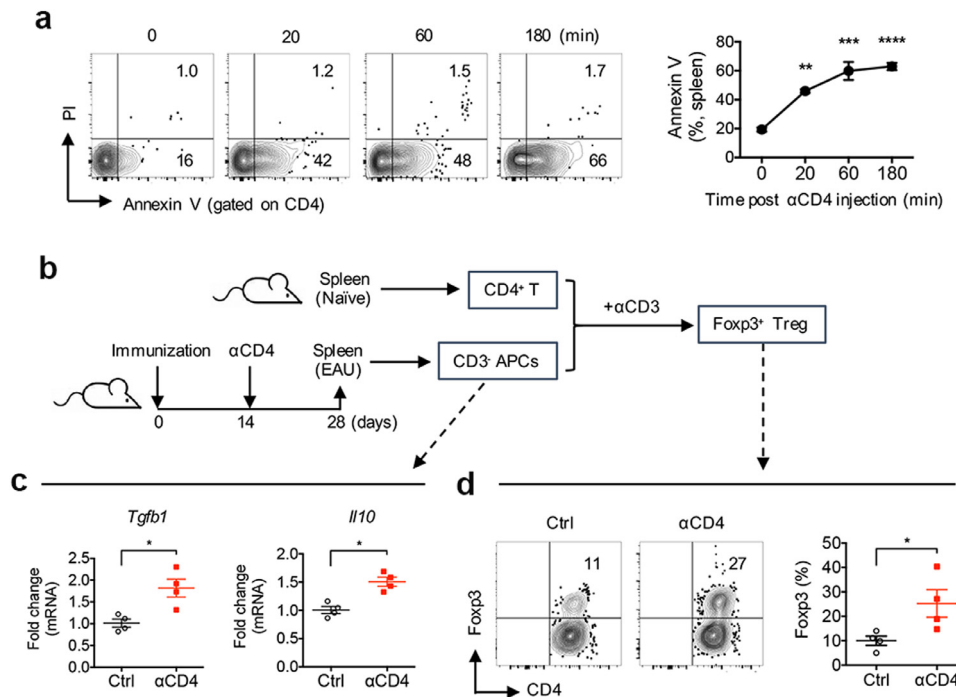 a
0 20 60 180 (min)
1.0 1.2 1.5 1.7
PI
16 42 48 66
Annexin V (gated on CD4)
Annexin V
(%, spleen)
80
60
40
20
0
** *** ****
0 20 60 180
Time post αCD4 injection (min)
b
Spleen
(Naïve)
CD4⁺ T
+αCD3
Foxp3⁺ Treg
Immunization
αCD4
Spleen
(EAU)
CD3⁻ APCs
0 14 28 (days)
c
Tgfb1
*
Fold change
(mRNA)
2.5
2.0
1.5
1.0
0.5
0.0
Ctrl αCD4
Il10
*
Fold change
(mRNA)
2.0
1.5
1.0
0.5
0.0
Ctrl αCD4
d
Ctrl αCD4
11 27
Foxp3
CD4
*
Foxp3 (%)
50
40
30
20
10
0
Ctrl αCD4